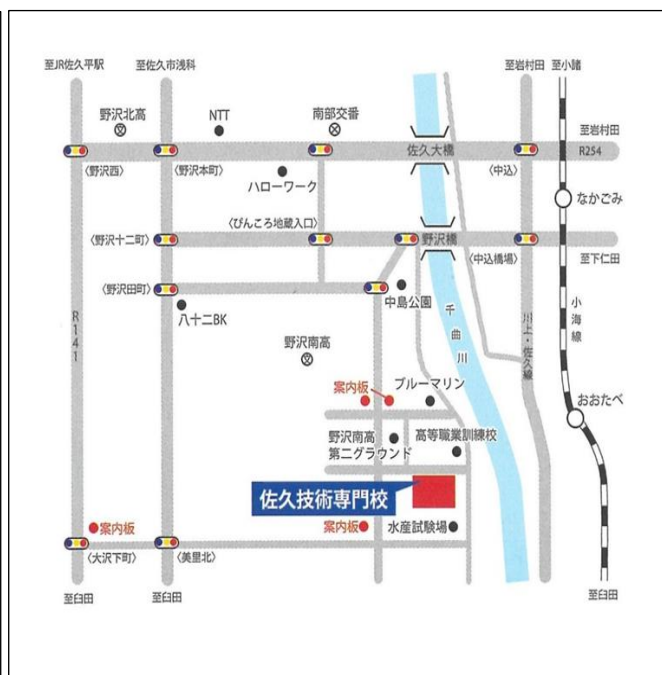 至JR佐久平駅
至佐久市浅科
至岩村田
至小諸
野沢北高
NTT
南部交番
至岩村田
R254
佐久大橋
〈野沢西〉
〈野沢本町〉
〈中込〉
ハローワーク
なかごみ
〈ぴんころ地蔵入口〉
〈野沢十二町〉
野沢橋
〈中込橋場〉
至下仁田
〈野沢田町〉
中島公園
八十二BK
R141
千曲川
川上・佐久線
小海線
野沢南高
案内板
ブルーマリン
おおたべ
野沢南高
第二グラウンド
高等職業訓練校
佐久技術専門校
案内板
案内板
水産試験場
〈大沢下町〉
〈美里北〉
至臼田
至臼田
至臼田